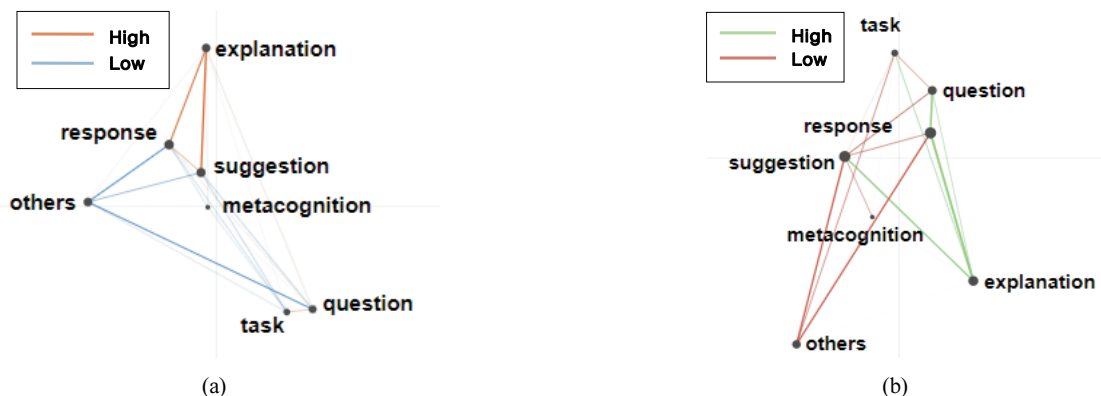 High
Low
explanation
response
suggestion
others
metacognition
question
task
(a)
High
Low
task
question
response
suggestion
metacognition
explanation
others
(b)